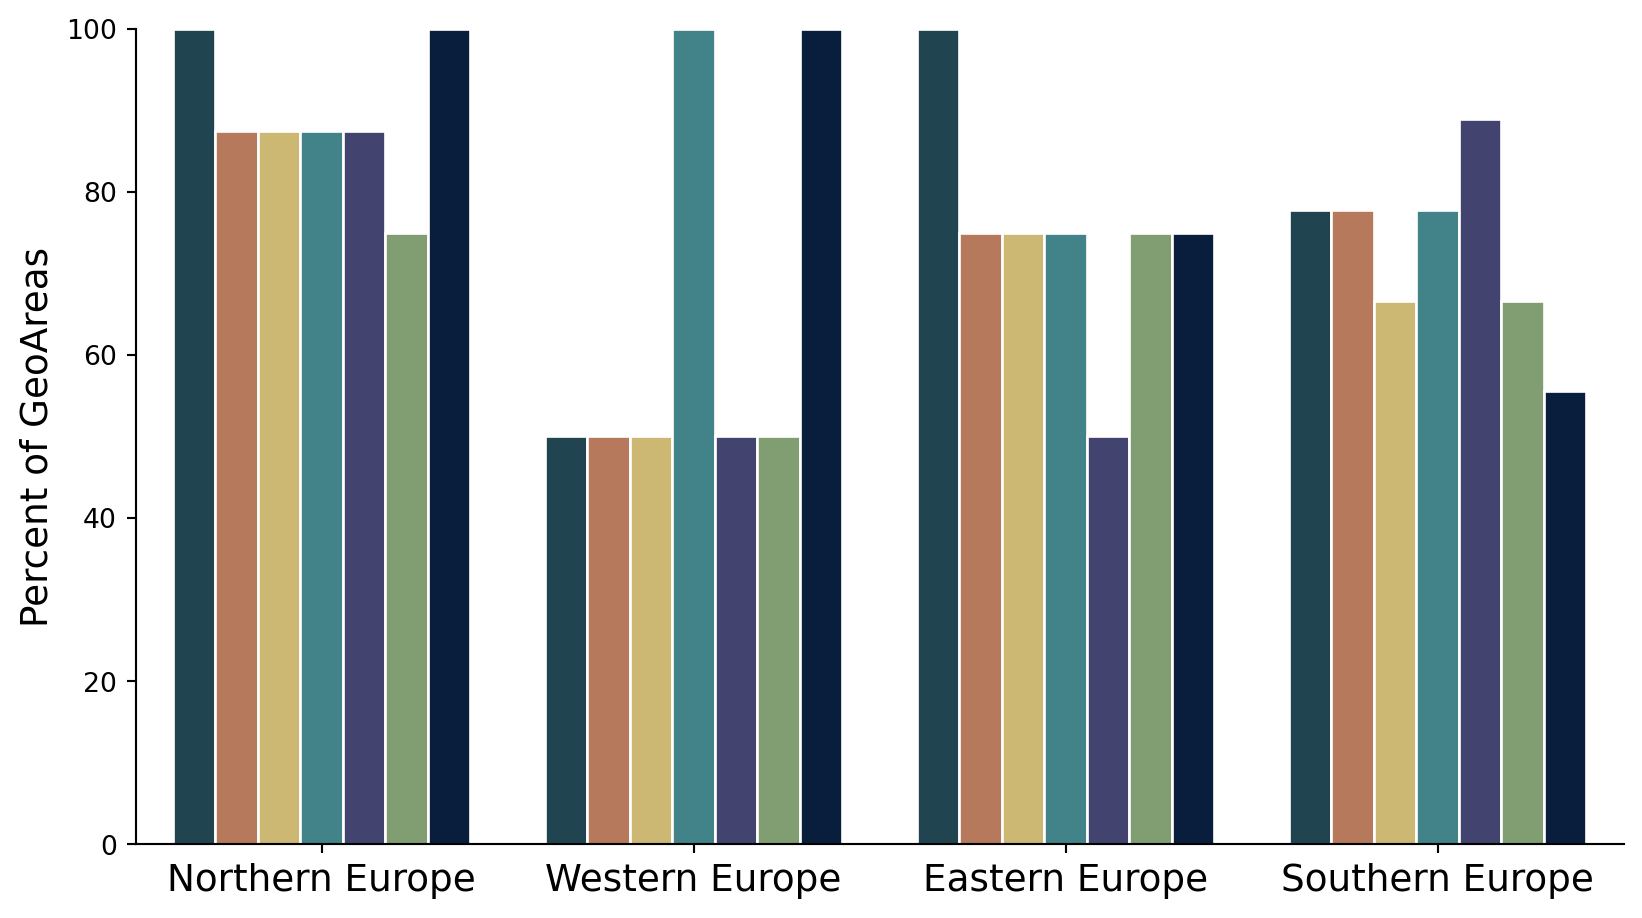 100
80
60
40
20
0
Percent of GeoAreas
Northern Europe
Western Europe
Eastern Europe
Southern Europe